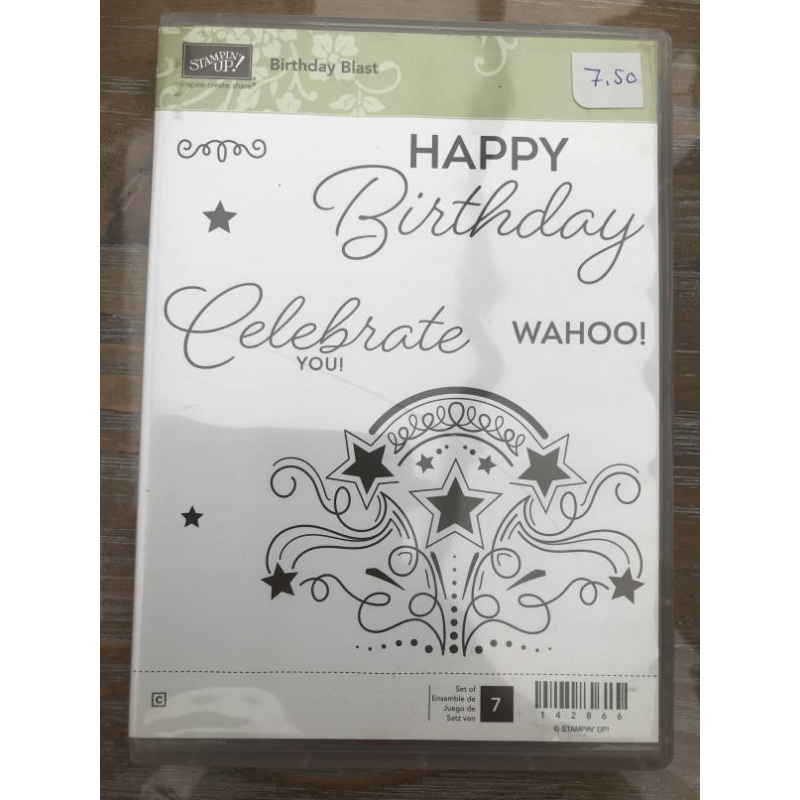 STAMPIN' UP!
inspire.create.share
Birthday Blast
7.50
HAPPY
Birthday
Celebrate
YOU!
WAHOO!
C
Set of
Ensemble de
Juego de
Satz von
7
142866
© STAMPIN' UP!